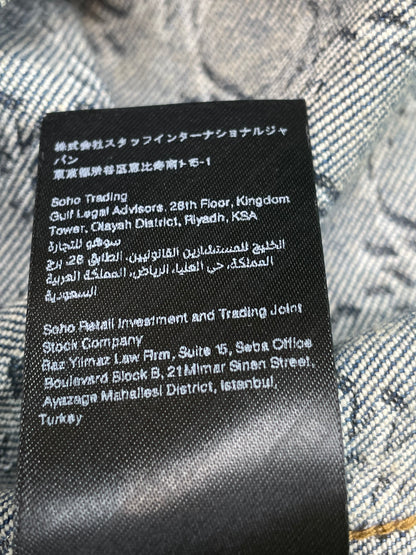 株式会社スタッフインターナショナルジャ
パン
東京都渋谷区恵比寿南1-15-1
Soho Trading
Gulf Legal Advisors, 28th Floor, Kingdom
Tower, Olayah District, Riyadh, KSA
سوهو للتجارة
الخليج للمستشارين القانونيين، الطابق 28، برج
المملكة، حي العليا، الرياض، المملكة العربية
السعودية
Soho Retail Investment and Trading Joint
Stock Company
Baz Yilmaz Law Firm, Suite 15, Seba Office
Boulevard Block B, 21 Mimar Sinan Street,
Ayazaga Mahallesi District, Istanbul,
Turkey